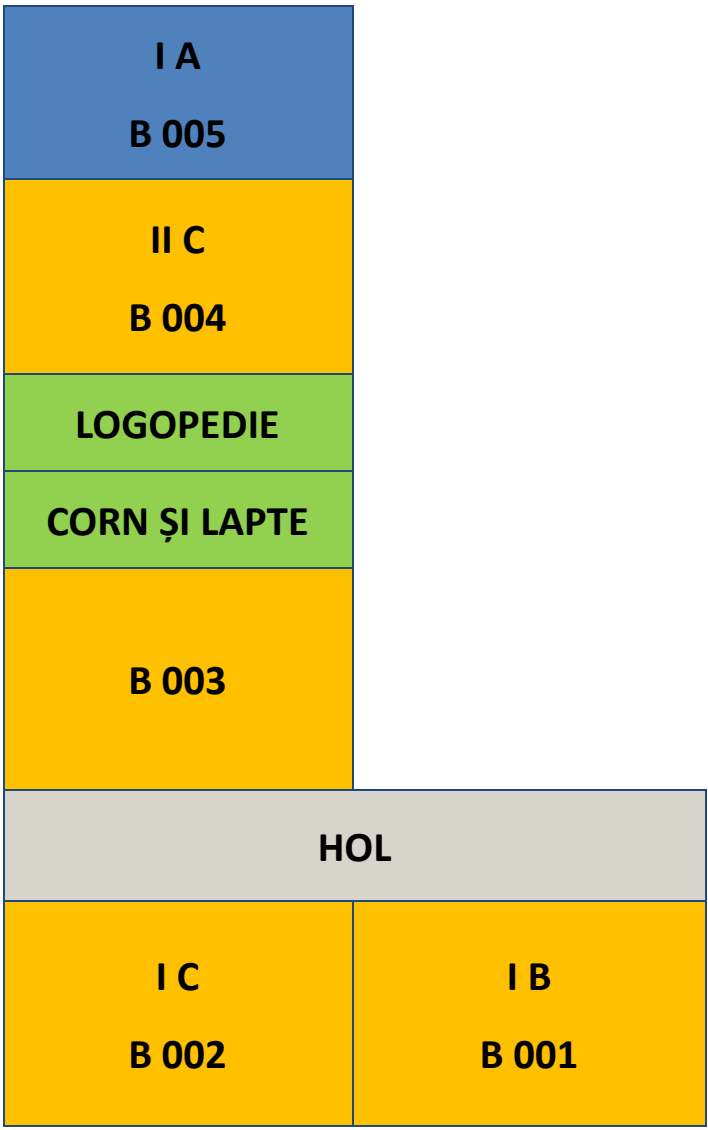 I A
B 005
II C
B 004
LOGOPEDIE
CORN ȘI LAPTE
B 003
HOL
I C
B 002
I B
B 001